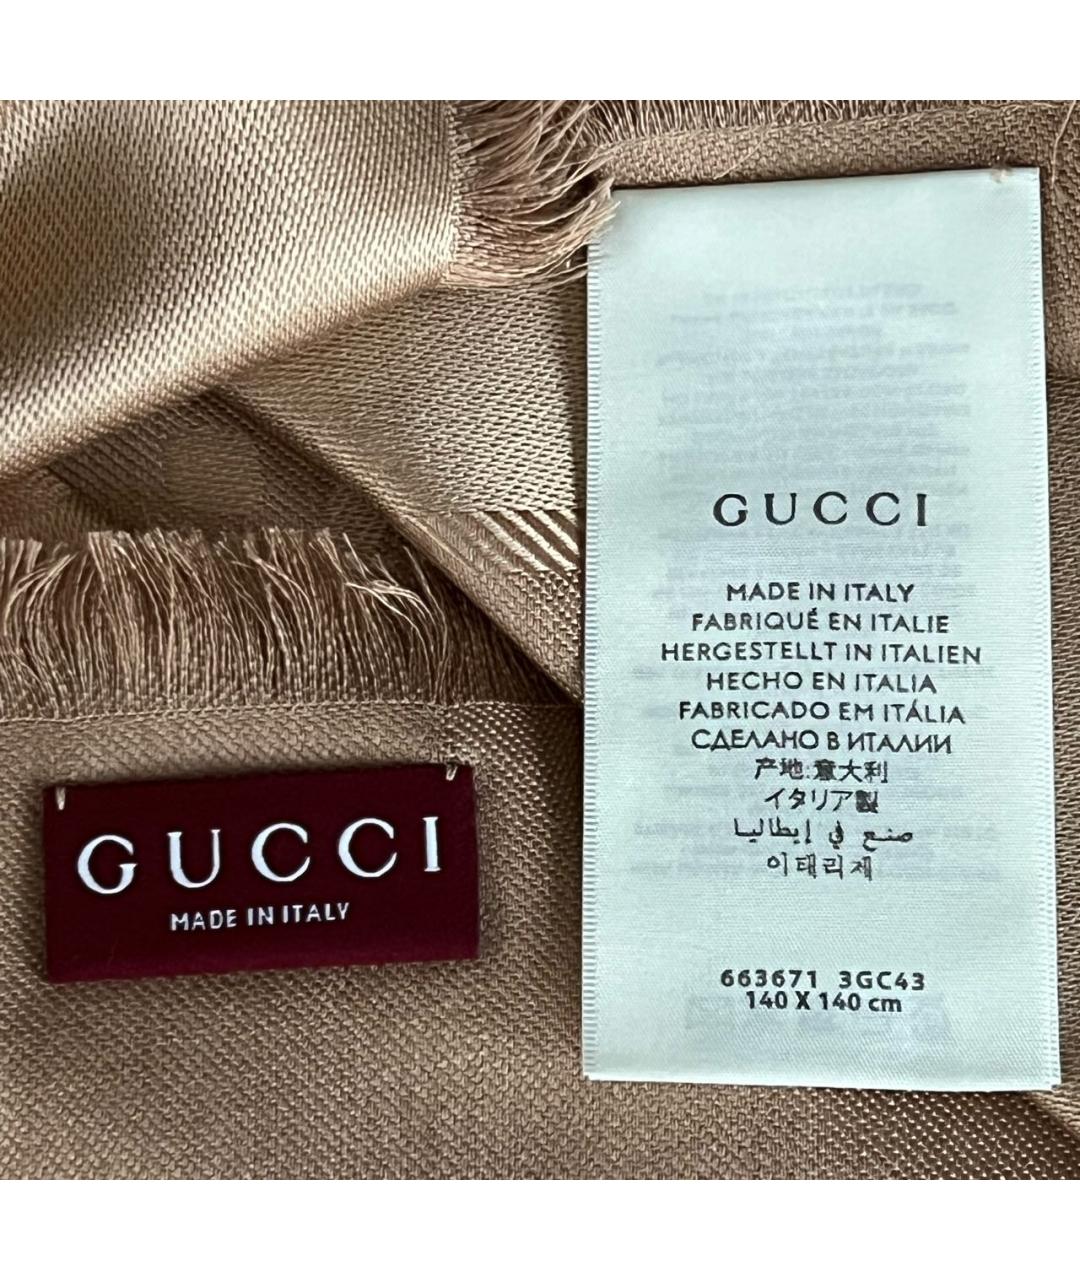 GUCCI
MADE IN ITALY
FABRIQUÉ EN ITALIE
HERGESTELLT IN ITALIEN
HECHO EN ITALIA
FABRICADO EM ITÁLIA
СДЕЛАНО В ИТАЛИИ
产地:意大利
イタリア製
صنع في إيطاليا
이태리제
663671 3GC43
140 X 140 cm
GUCCI
MADE IN ITALY